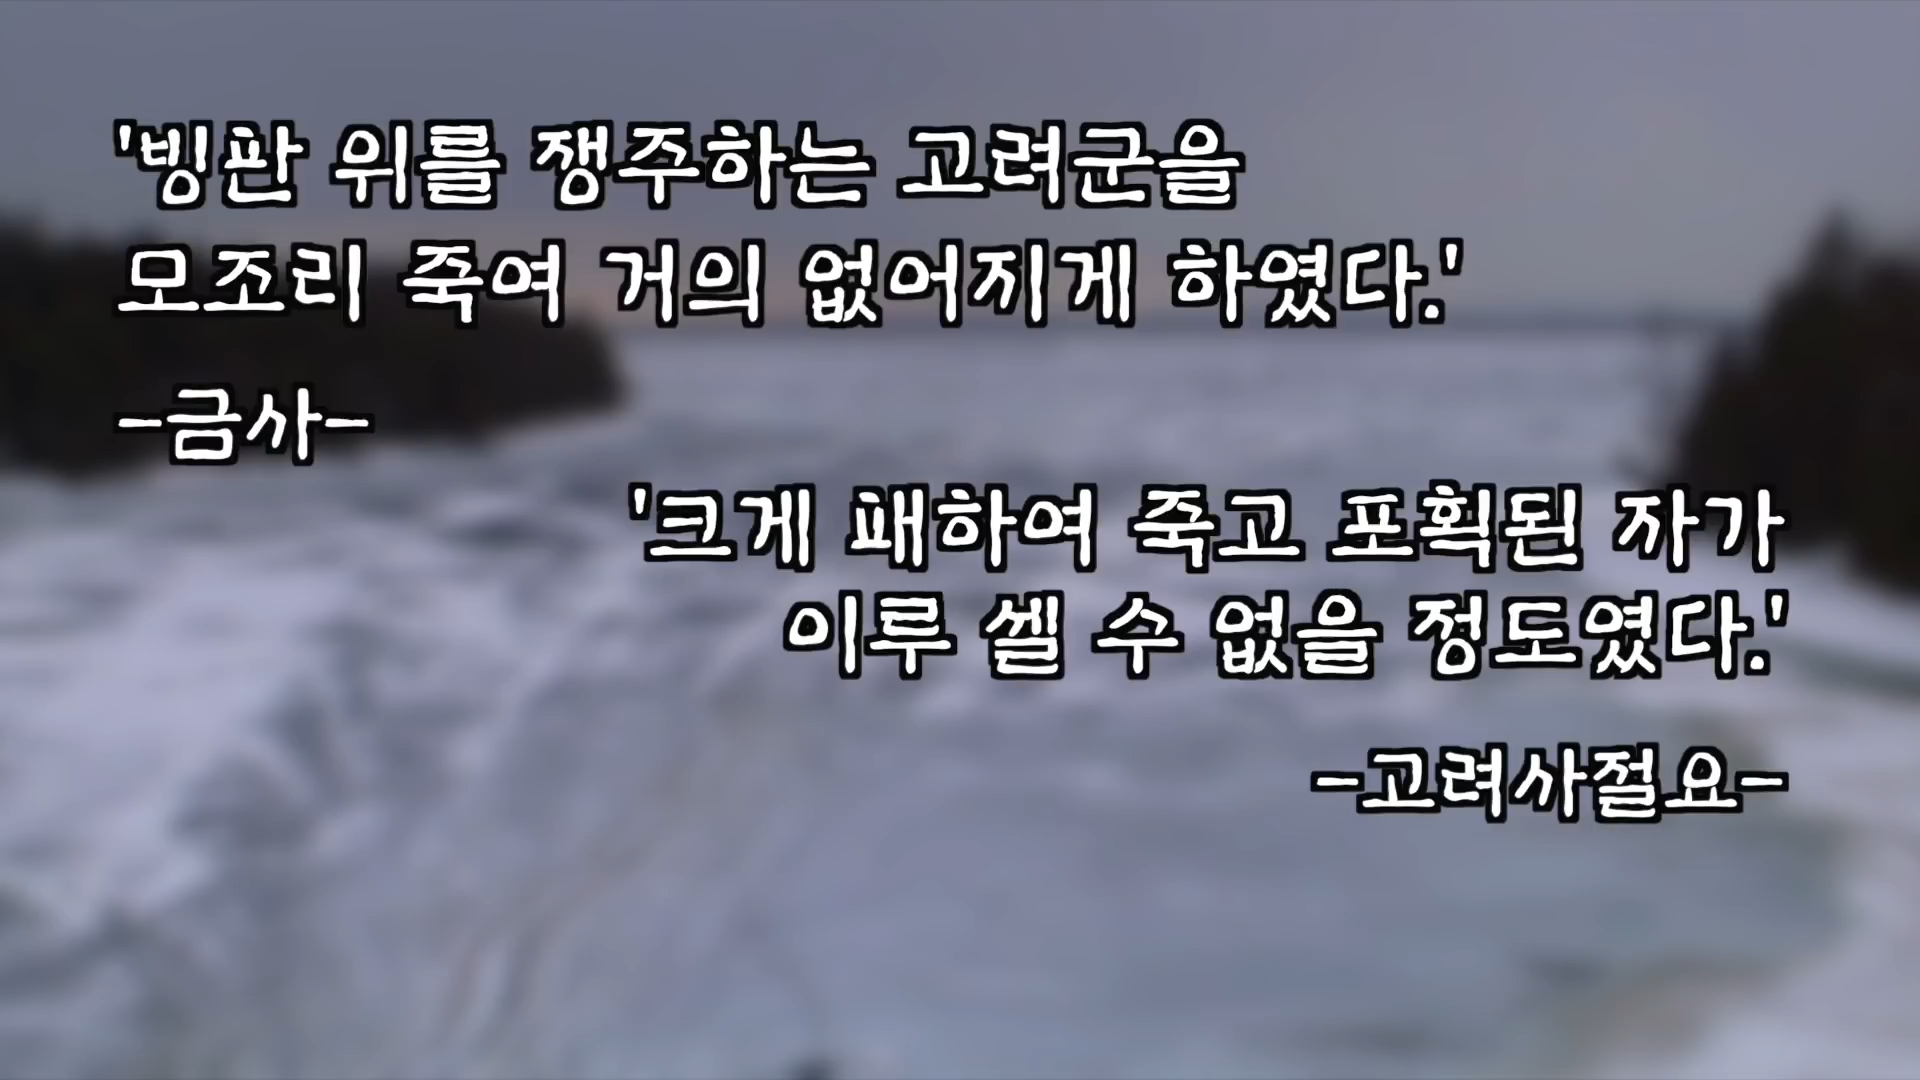 '빙판 위를 쟁주하는 고려군을
모조리 죽여 거의 없어지게 하였다.'
-금사-
'크게 패하여 죽고 포획된 자가
이루 셀 수 없을 정도였다.'
-고려사절요-